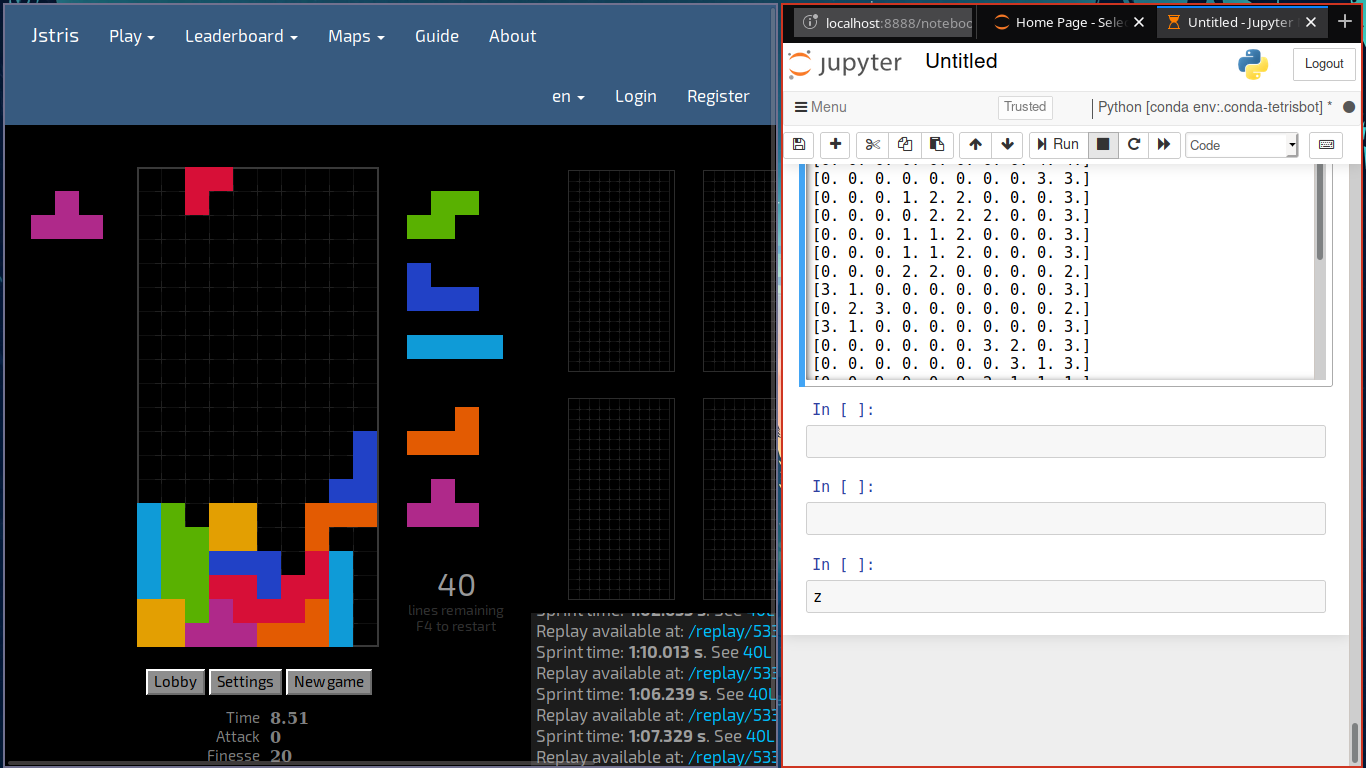 Jstris
Play
Leaderboard
Maps
Guide
About
en
Login
Register
40
lines remaining
F4 to restart
Replay available at: /replay/533
Sprint time: 1:10.013 s. See 40L
Replay available at: /replay/533
Sprint time: 1:06.239 s. See 40L
Replay available at: /replay/533
Sprint time: 1:07.329 s. See 40L
Replay available at: /replay/533
Lobby
Settings
New game
Time 8.51
Attack 0
Finesse 20
localhost:8888/noteboo
Home Page - Sele
Untitled - Jupyter
jupyter
Untitled
Logout
Menu
Trusted
Python [conda env:.conda-tetrisbot] *
Run
Code
[0. 0. 0. 0. 0. 0. 0. 0. 3. 3.]
[0. 0. 0. 1. 2. 2. 0. 0. 0. 3.]
[0. 0. 0. 0. 2. 2. 2. 0. 0. 3.]
[0. 0. 0. 1. 1. 2. 0. 0. 0. 3.]
[0. 0. 0. 1. 1. 2. 0. 0. 0. 3.]
[0. 0. 0. 2. 2. 0. 0. 0. 0. 2.]
[3. 1. 0. 0. 0. 0. 0. 0. 0. 3.]
[0. 2. 3. 0. 0. 0. 0. 0. 0. 2.]
[3. 1. 0. 0. 0. 0. 0. 0. 0. 3.]
[0. 0. 0. 0. 0. 0. 3. 2. 0. 3.]
[0. 0. 0. 0. 0. 0. 0. 3. 1. 3.]
In [ ]:
In [ ]:
In [ ]:
z